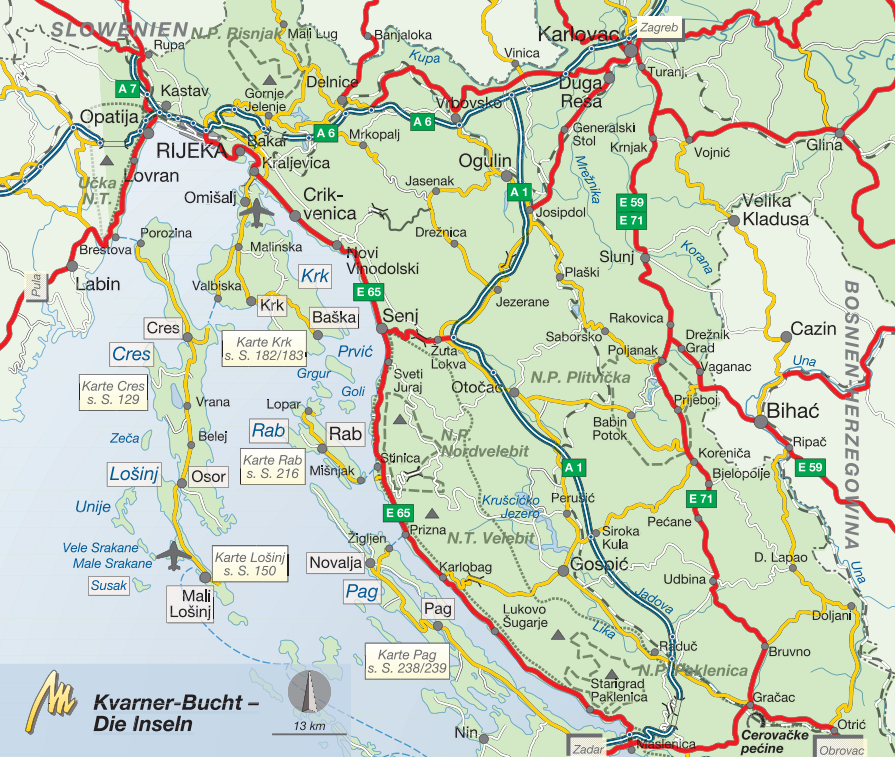 SLOWENIEN
N.P. Risnjak
Mali Lug
Banjaloka
Karlovac
Zagreb
Rupa
Kupa
Vinica
Turanj
A 7
Kastav
Delnice
Gornje
Jelenje
Vrbovsko
Duga
Resa
Opatija
A 6
A 6
Mrkopalj
Generalski
Stol
Krnjak
Vojnić
Glina
RIJEKA
Bakar
Kraljevica
Ogulin
Mrežnica
Lovran
Učka
N.T.
Omišalj
Crik-
venica
Jasenak
A 1
Josipdol
E 59
E 71
Velika
Kladusa
Brestova
Porozina
Malinska
Drežnica
Korana
Novi
Vinodolski
Slunj
Pula
Labin
Valbiska
Krk
Krk
E 65
Plaški
Jezerane
BOSNIEN HERZEGOWINA
Baška
Senj
Rakovica
Cazin
Cres
Karte Krk
s. S. 182/183
Prvić
Žuta
Lokva
Saborsko
Poljanak
Drežnik
Grad
Una
Cres
Grgur
Sveti
Juraj
Otočac
N.P. Plitvička
Vaganac
Karte Cres
s. S. 129
Goli
Prijeboj
Vrana
Lopar
Rab
Rab
Babin
Potok
Bihać
Zeča
Belej
N.P.
Nordvelebit
Ripač
Lošinj
Osor
Karte Rab
s. S. 216
Mišnjak
Stinica
A 1
Korenića
Bjelopolje
E 59
Unije
Krušcičko
Jezero
Perušić
E 71
E 65
Prizna
Pećane
Vele Srakane
Male Srakane
Žigljen
N.T. Velebit
Siroka
Kula
Susak
Karte Lošinj
s. S. 150
Novalja
Karlobag
Gospić
D. Lapao
Una
Mali
Lošinj
Pag
Udbina
Pag
Lukovo
Šugarje
Jadova
Lika
Doljani
Karte Pag
s. S. 238/239
Raduč
Bruvno
N.P. Paklenica
Kvarner-Bucht –
Die Inseln
13 km
Starigrad
Paklenica
Gračac
Nin
Zadar
Maslenica
Cerovačke
pećine
Otrić
Obrovac